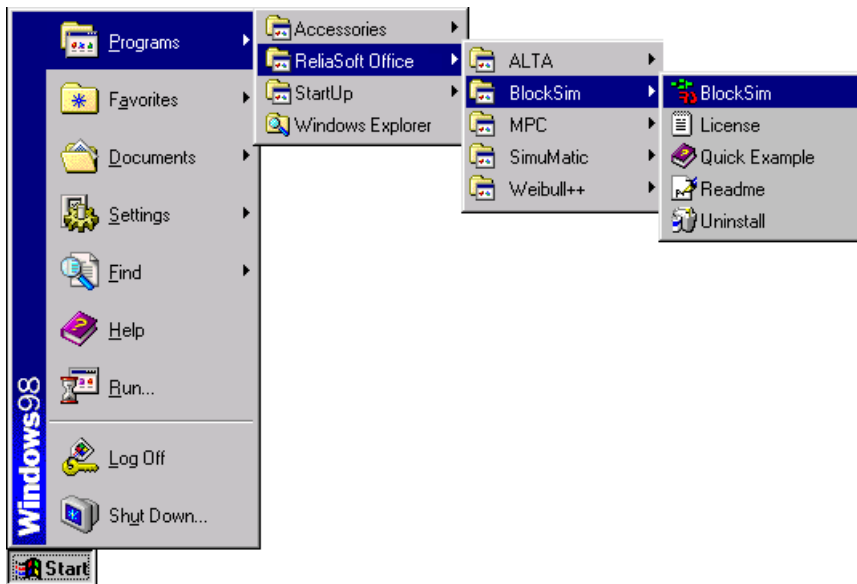 Programs
Favorites
Documents
Settings
Find
Help
Run...
Log Off
Shut Down...
Windows98
Start
Accessories
ReliaSoft Office
StartUp
Windows Explorer
ALTA
BlockSim
MPC
SimuMatic
Weibull++
BlockSim
License
Quick Example
Readme
Uninstall